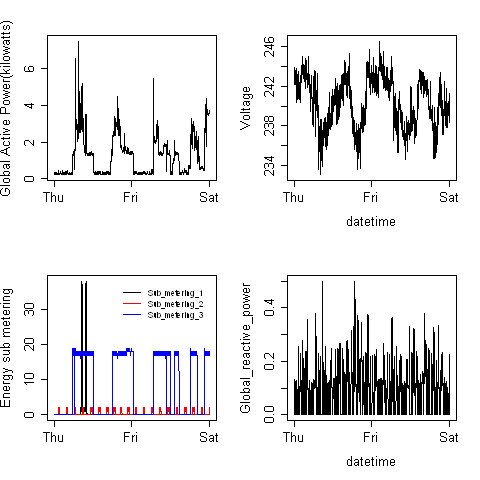 Global Active Power(kilowatts)
0 2 4 6
Thu Fri Sat
Voltage
234 238 242 246
Thu Fri Sat
datetime
Energy sub metering
0 10 20 30
Sub_metering_1
Sub_metering_2
Sub_metering_3
Thu Fri Sat
Global_reactive_power
0.0 0.2 0.4
Thu Fri Sat
datetime